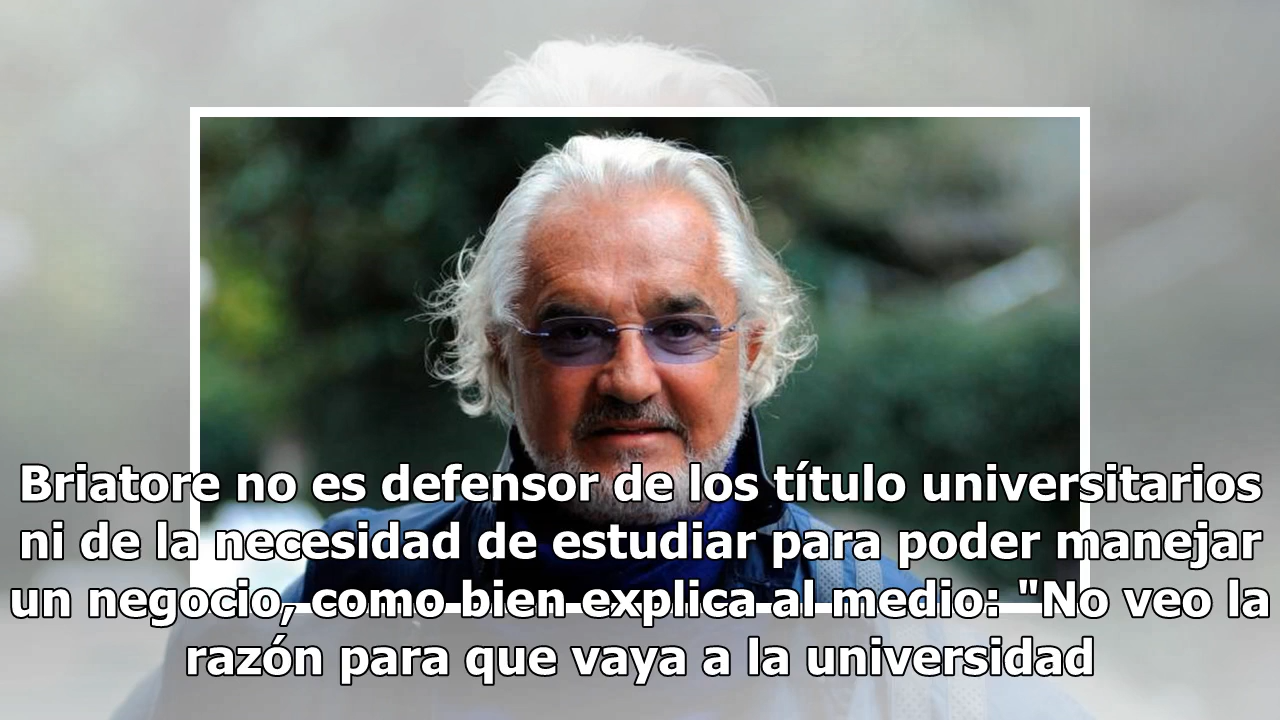 Briatore no es defensor de los título universitarios
ni de la necesidad de estudiar para poder manejar
un negocio, como bien explica al medio: "No veo la
razón para que vaya a la universidad